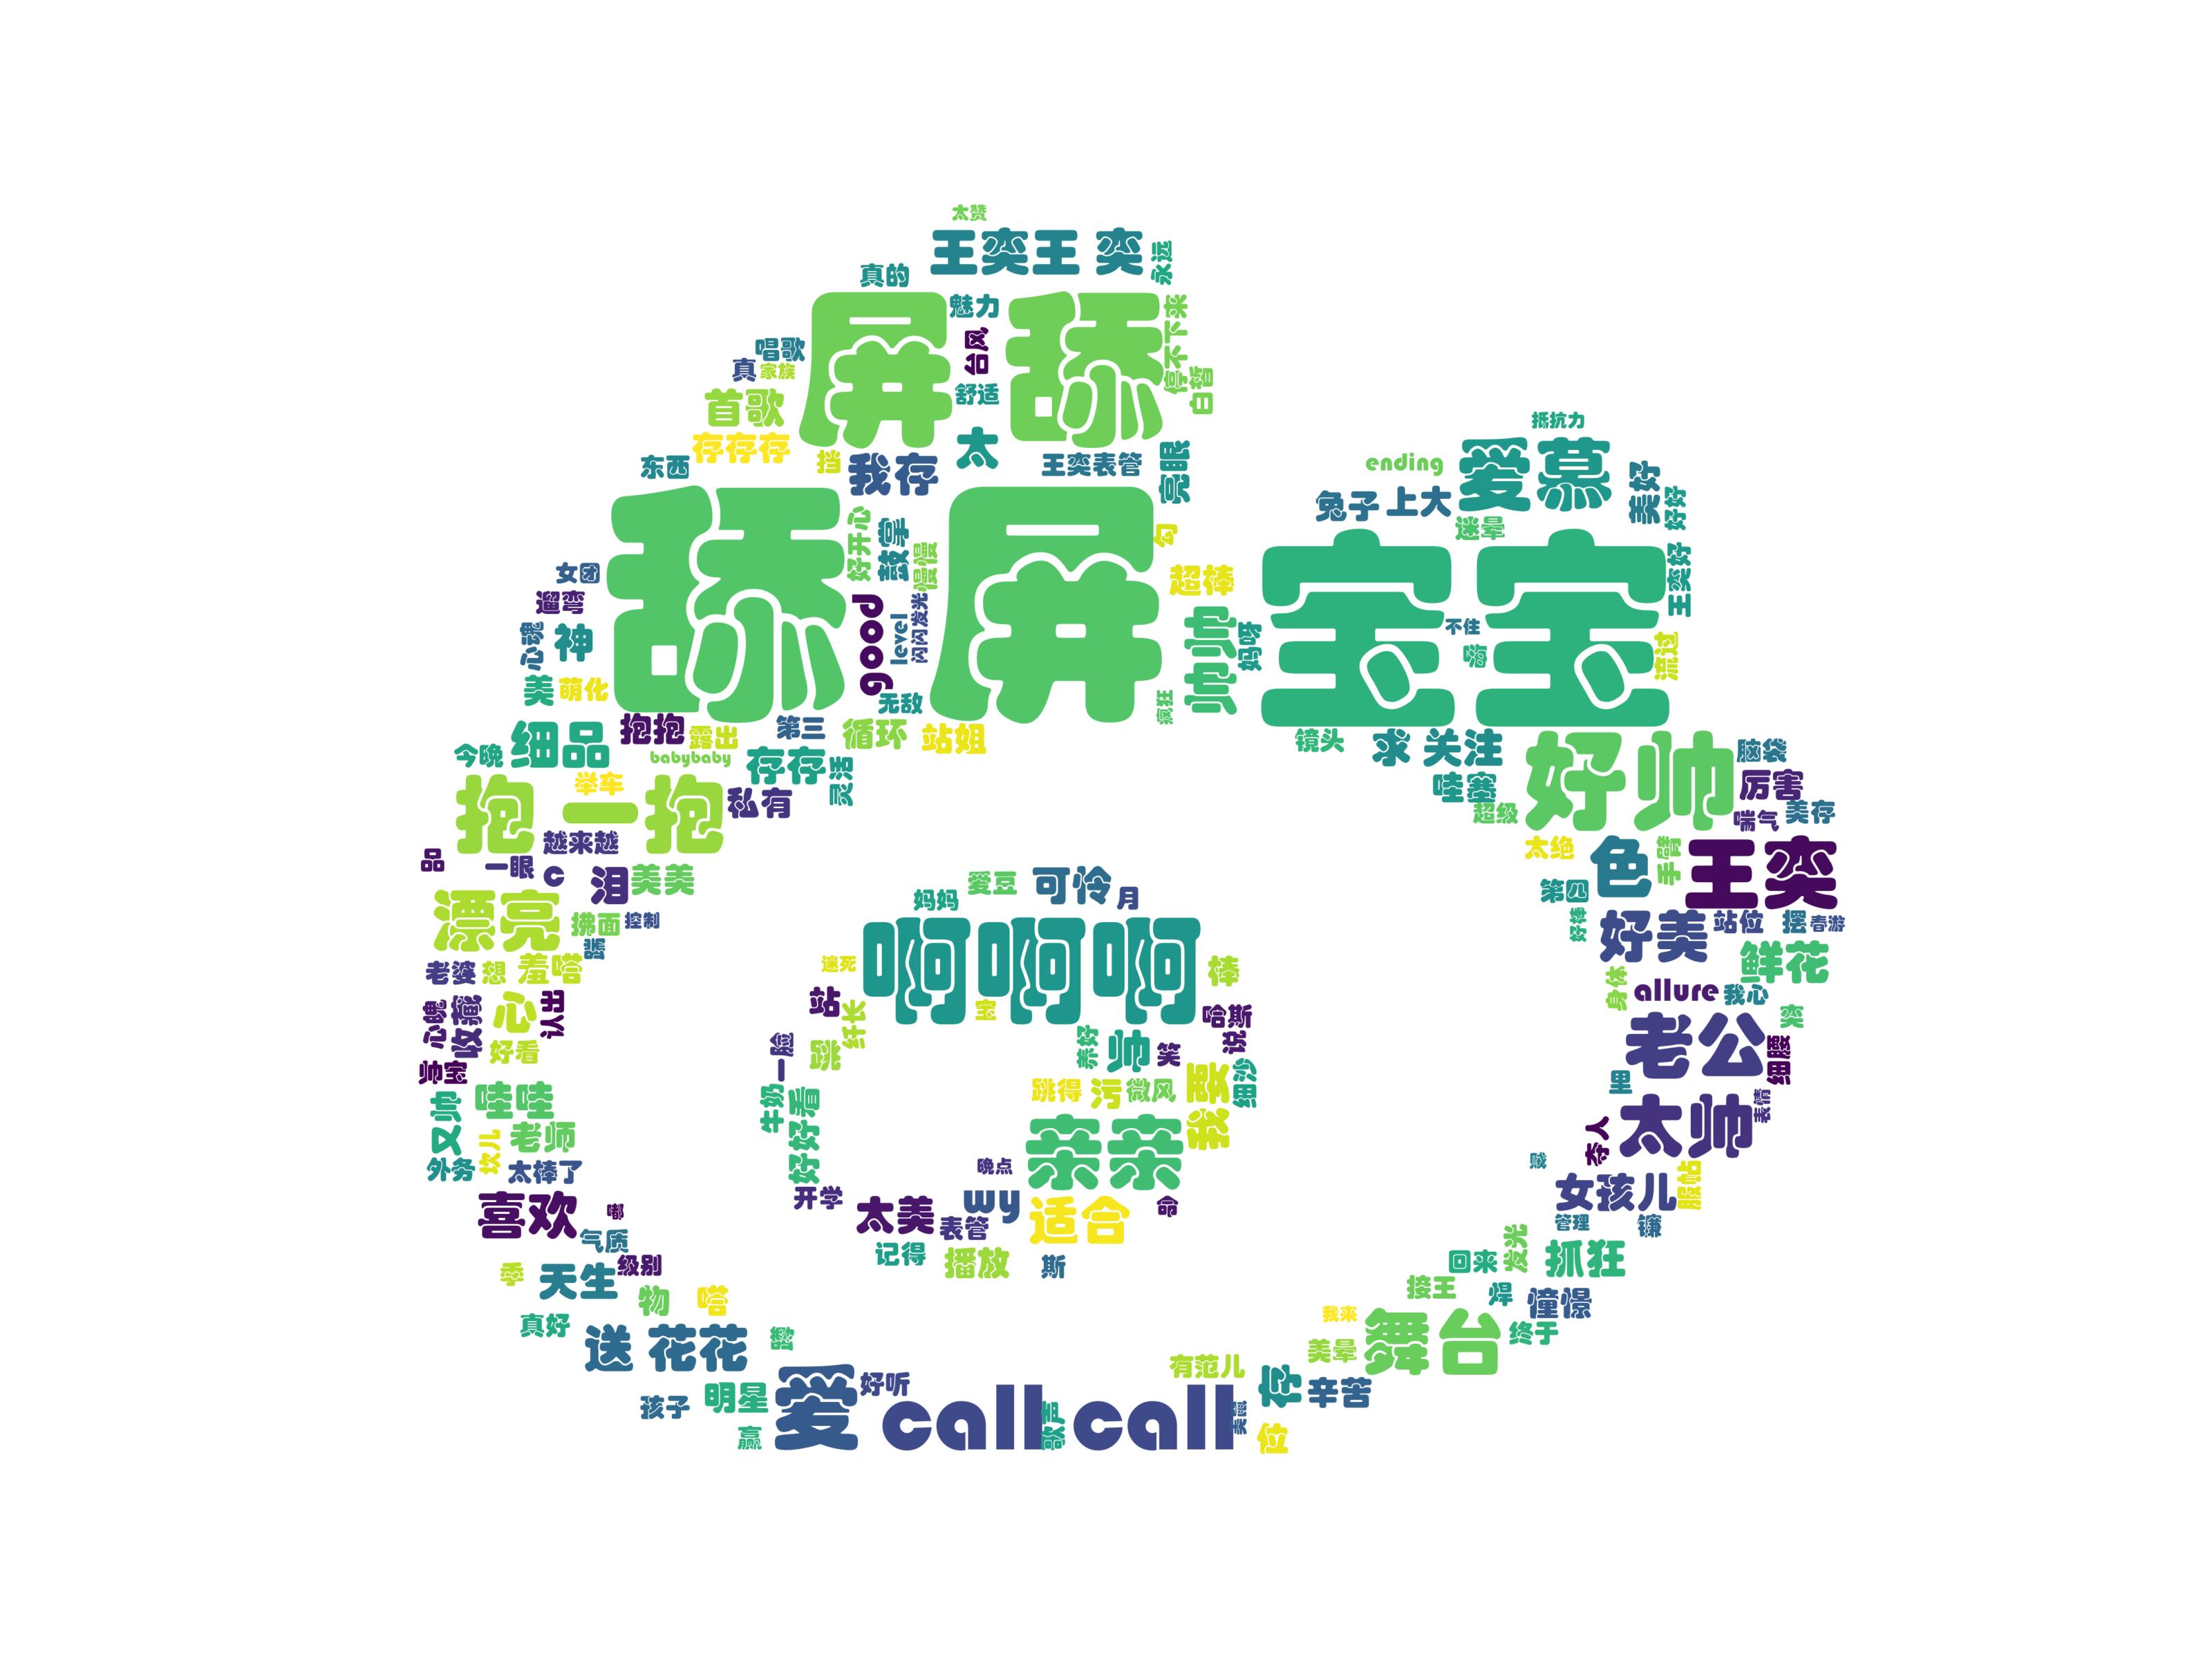 太赞
王奕王 奕
永远
真的
屏 舔
魅力
台风
舒适
停不下来
白皙
唱歌
真
家族
首歌
存存存
东西
挡
我存
太
王奕表管
亮眼
抵抗力
ending
爱慕
兔子
上大
美好
好好
迷晕
舔 屏
好开心
鼓掌
慢慢
good
level
闪闪发光
勾
超棒
帅帅
妈呀
宝宝
不住
嗷
王奕好
流过
女团
遛弯
心魂
神
美
萌化
无敌
疯狂
今晚
细品
抱抱
露出
第三
循环
站姐
babybaby
存存
灵活
镜头
求
关注
好帅
脑袋
举车
抱一抱
私有
哇塞
超级
厉害
喘气
美存
越来越
品
一眼
c
泪
美美
太绝
色
手臂
王奕
第四
漂亮
拂面
控制
好棒
好美
站位
摆
春游
妈妈
爱豆
可怜
月
啊啊啊
迷死
棒
老婆
想
羞嗒
鲜花
身体
allure
我心
心魄
收藏
心
认出
站
纤长
宝
哈斯
老公
奕
细腰
好看
一脸
跳
亲好
帅
笑
说
帅宝
里
哇哇
又帅
牛奶
好好看
跳得
污
微风
我要
细沙
太帅
表情
夺人
老师
坎儿
外务
太棒了
亲亲
晚点
开学
太美
表管
wy
适合
命
女孩儿
服帖
喜欢
气质
级别
记得
播放
斯
管理
镰
回来
发光
抓狂
季
天生
物
嗒
接王
焊
憧憬
真好
送
花花
我来
美晕
舞台
终于
孩子
明星
爱
好听
有范儿
存
辛苦
赢
callcall
歌声
位